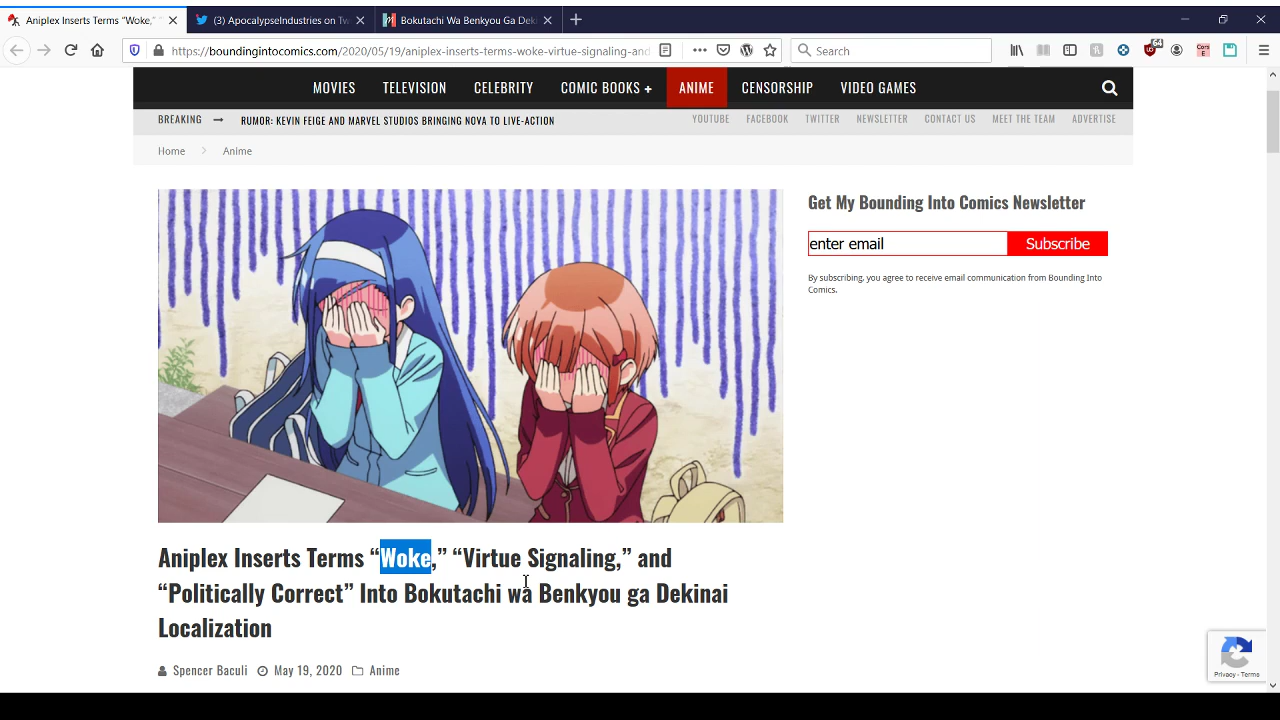 Aniplex Inserts Terms “Woke,”
(3) ApocalypseIndustries on Tw
Bokutachi Wa Benkyou Ga Deki
https://boundingintocomics.com/2020/05/19/aniplex-inserts-terms-woke-virtue-signaling-and
Search
64
MOVIES TELEVISION CELEBRITY COMIC BOOKS + ANIME CENSORSHIP VIDEO GAMES
BREAKING → RUMOR: KEVIN FEIGE AND MARVEL STUDIOS BRINGING NOVA TO LIVE-ACTION
YOUTUBE FACEBOOK TWITTER NEWSLETTER CONTACT US MEET THE TEAM ADVERTISE
Home > Anime
Get My Bounding Into Comics Newsletter
enter email Subscribe
By subscribing, you agree to receive email communication from Bounding Into
Comics.
Aniplex Inserts Terms “Woke,” “Virtue Signaling,” and
“Politically Correct” Into Bokutachi wa Benkyou ga Dekinai
Localization
Spencer Baculi May 19, 2020 Anime
Privacy - Terms